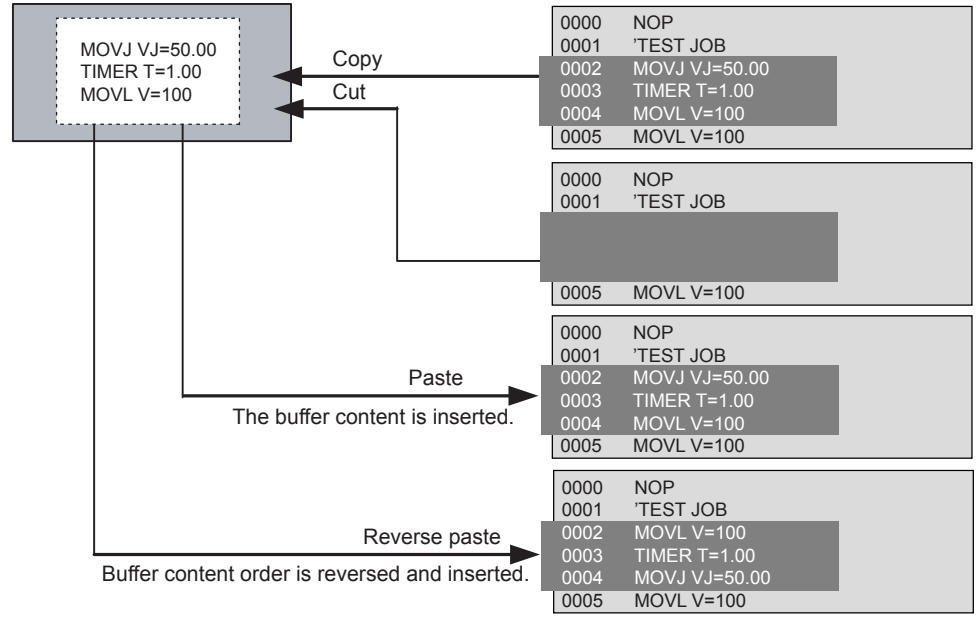 MOVJ VJ=50.00
TIMER T=1.00
MOVL V=100
Copy
Cut
0000 NOP
0001 ’TEST JOB
0002 MOVJ VJ=50.00
0003 TIMER T=1.00
0004 MOVL V=100
0005 MOVL V=100
0000 NOP
0001 ’TEST JOB
0005 MOVL V=100
Paste
The buffer content is inserted.
0000 NOP
0001 ’TEST JOB
0002 MOVJ VJ=50.00
0003 TIMER T=1.00
0004 MOVL V=100
0005 MOVL V=100
Reverse paste
Buffer content order is reversed and inserted.
0000 NOP
0001 ’TEST JOB
0002 MOVL V=100
0003 TIMER T=1.00
0004 MOVJ VJ=50.00
0005 MOVL V=100